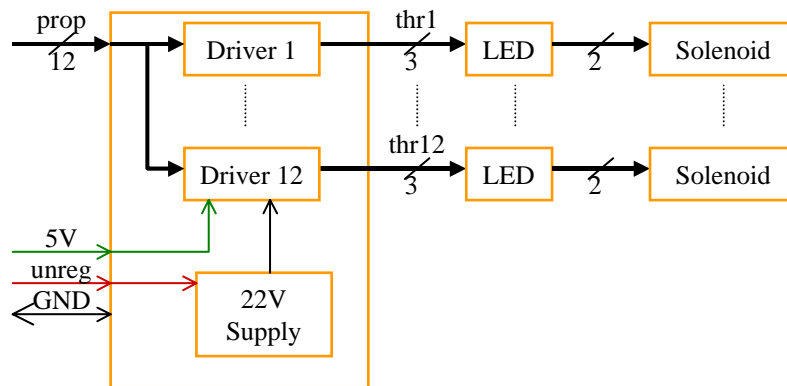 prop
12
Driver 1
thr1
3
LED
2
Solenoid
Driver 12
thr12
3
LED
2
Solenoid
5V
unreg
GND
22V
Supply